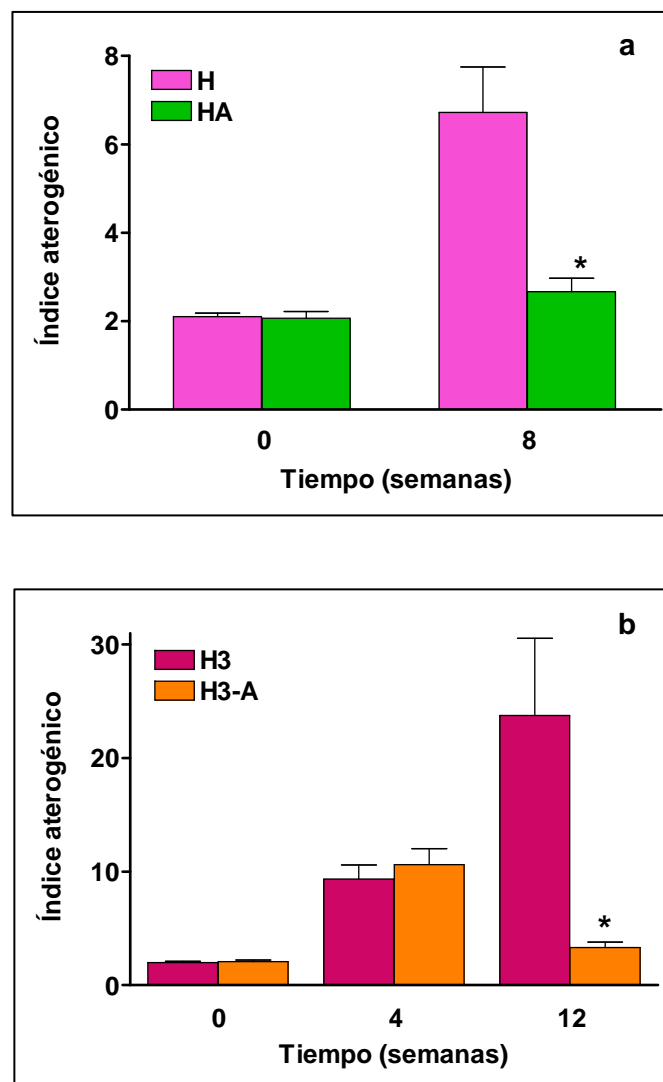 a
H
HA
Índice aterogénico
8
6
4
2
0
*
0 8
Tiempo (semanas)
b
H3
H3-A
Índice aterogénico
30
20
10
0
*
0 4 12
Tiempo (semanas)